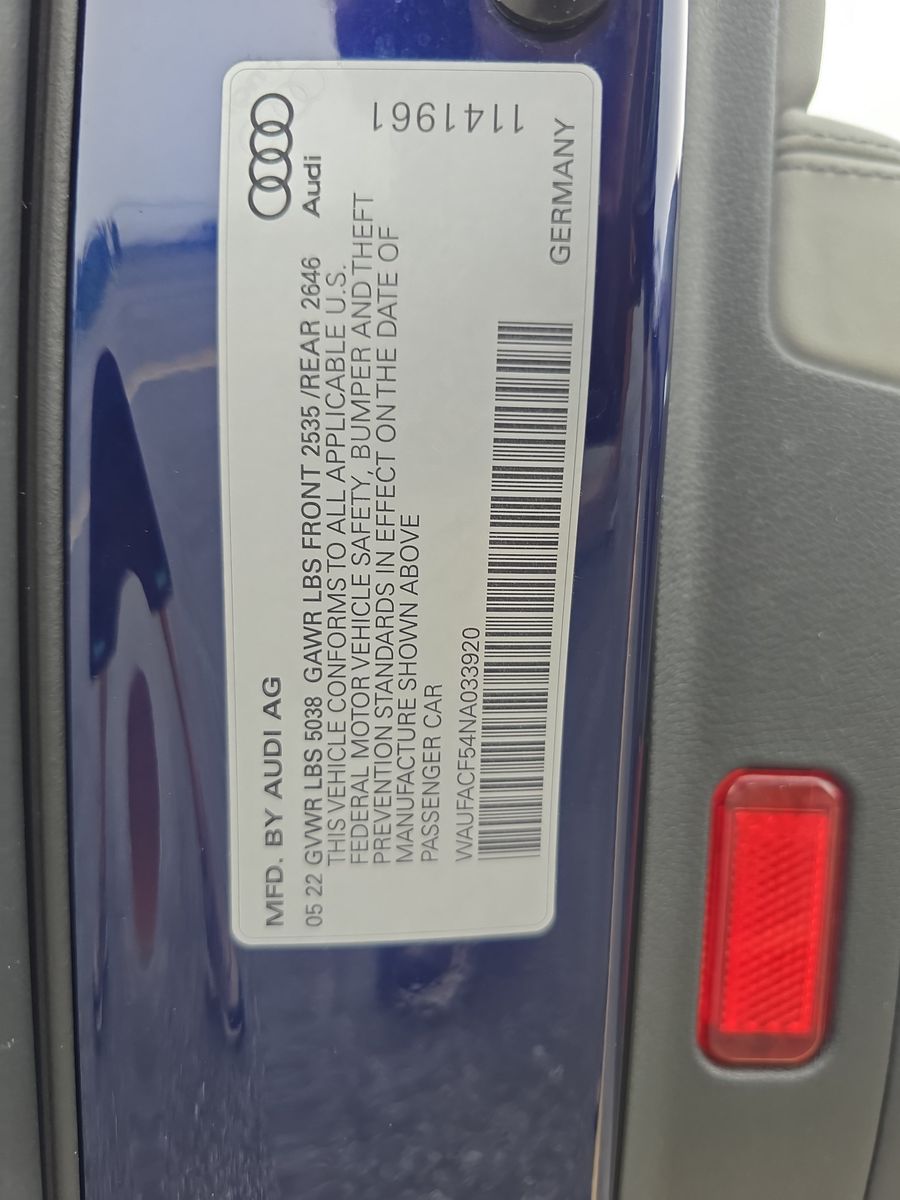 MFD. BY AUDI AG
Audi
05 22 GVWR LBS 5038 GAWR LBS FRONT 2535 /REAR 2646
THIS VEHICLE CONFORMS TO ALL APPLICABLE U.S.
FEDERAL MOTOR VEHICLE SAFETY, BUMPER AND THEFT
PREVENTION STANDARDS IN EFFECT ON THE DATE OF
MANUFACTURE SHOWN ABOVE
PASSENGER CAR
1141961
WAUFACF54NA033920
GERMANY